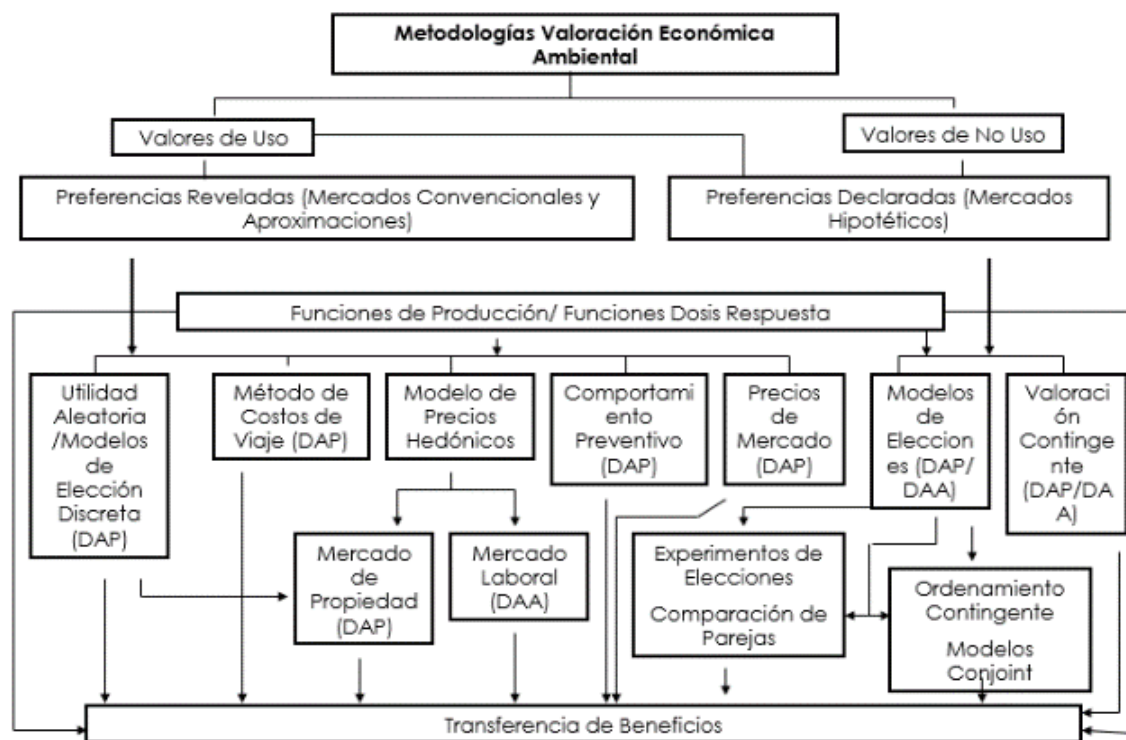 Metodologías Valoración Económica
Ambiental
Valores de Uso
Valores de No Uso
Preferencias Reveladas (Mercados Convencionales y
Aproximaciones)
Preferencias Declaradas (Mercados
Hipotéticos)
Funciones de Producción/ Funciones Dosis Respuesta
Utilidad
Aleatoria
/Modelos
de
Elección
Discreta
(DAP)
Método de
Costos de
Viaje (DAP)
Modelo de
Precios
Hedónicos
Comportami
ento
Preventivo
(DAP)
Precios
de
Mercado
(DAP)
Modelos
de
Eleccion
es (DAP/
DAA)
Valoraci
ón
Continge
nte
(DAP/DA
A)
Mercado
de
Propiedad
(DAP)
Mercado
Laboral
(DAA)
Experimentos de
Elecciones
Comparación de
Parejas
Ordenamiento
Contingente
Modelos
Conjoint
Transferencia de Beneficios